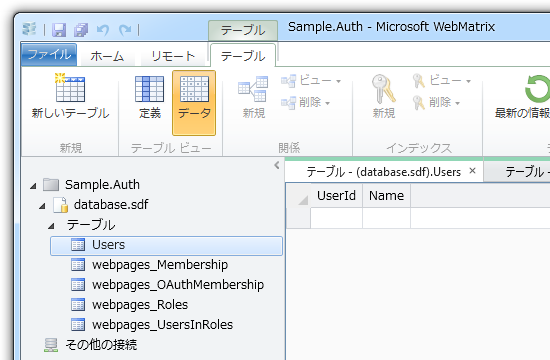 テーブル
Sample.Auth - Microsoft WebMatrix
ファイル ホーム リモート テーブル
新しいテーブル 定義 データ 新規 ビュー 削除 新規 ビュー 削除 最新の情報
新規 テーブル ビュー 関係 インデックス
Sample.Auth
database.sdf
テーブル
Users
webpages_Membership
webpages_OAuthMembership
webpages_Roles
webpages_UsersInRoles
その他の接続
テーブル - (database.sdf).Users × テーブル -
UserId Name